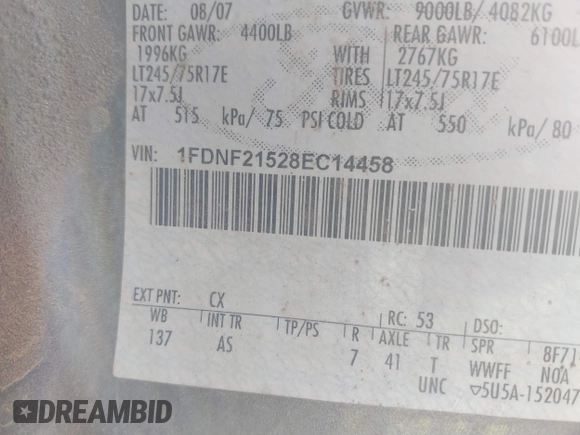 DATE: 08/07 GVWR: 9000LB/ 4082KG
FRONT GAWR: 4400LB REAR GAWR: 6100L
1996KG WITH 2767KG
LT245/75R17E TIRES LT245/75R17E
17x7.5J RIMS 17x7.5J
AT 515 kPa/ 75 PSI COLD AT 550 kPa/ 80
VIN: 1FDNF21528EC14458
EXT PNT: CX RC: 53 DSO:
WB INT TR TP/PS R AXLE TR SPR 8F71
137 AS 7 41 T WWFF NOA
UNC ▽5U5A-152047
DREAMBID